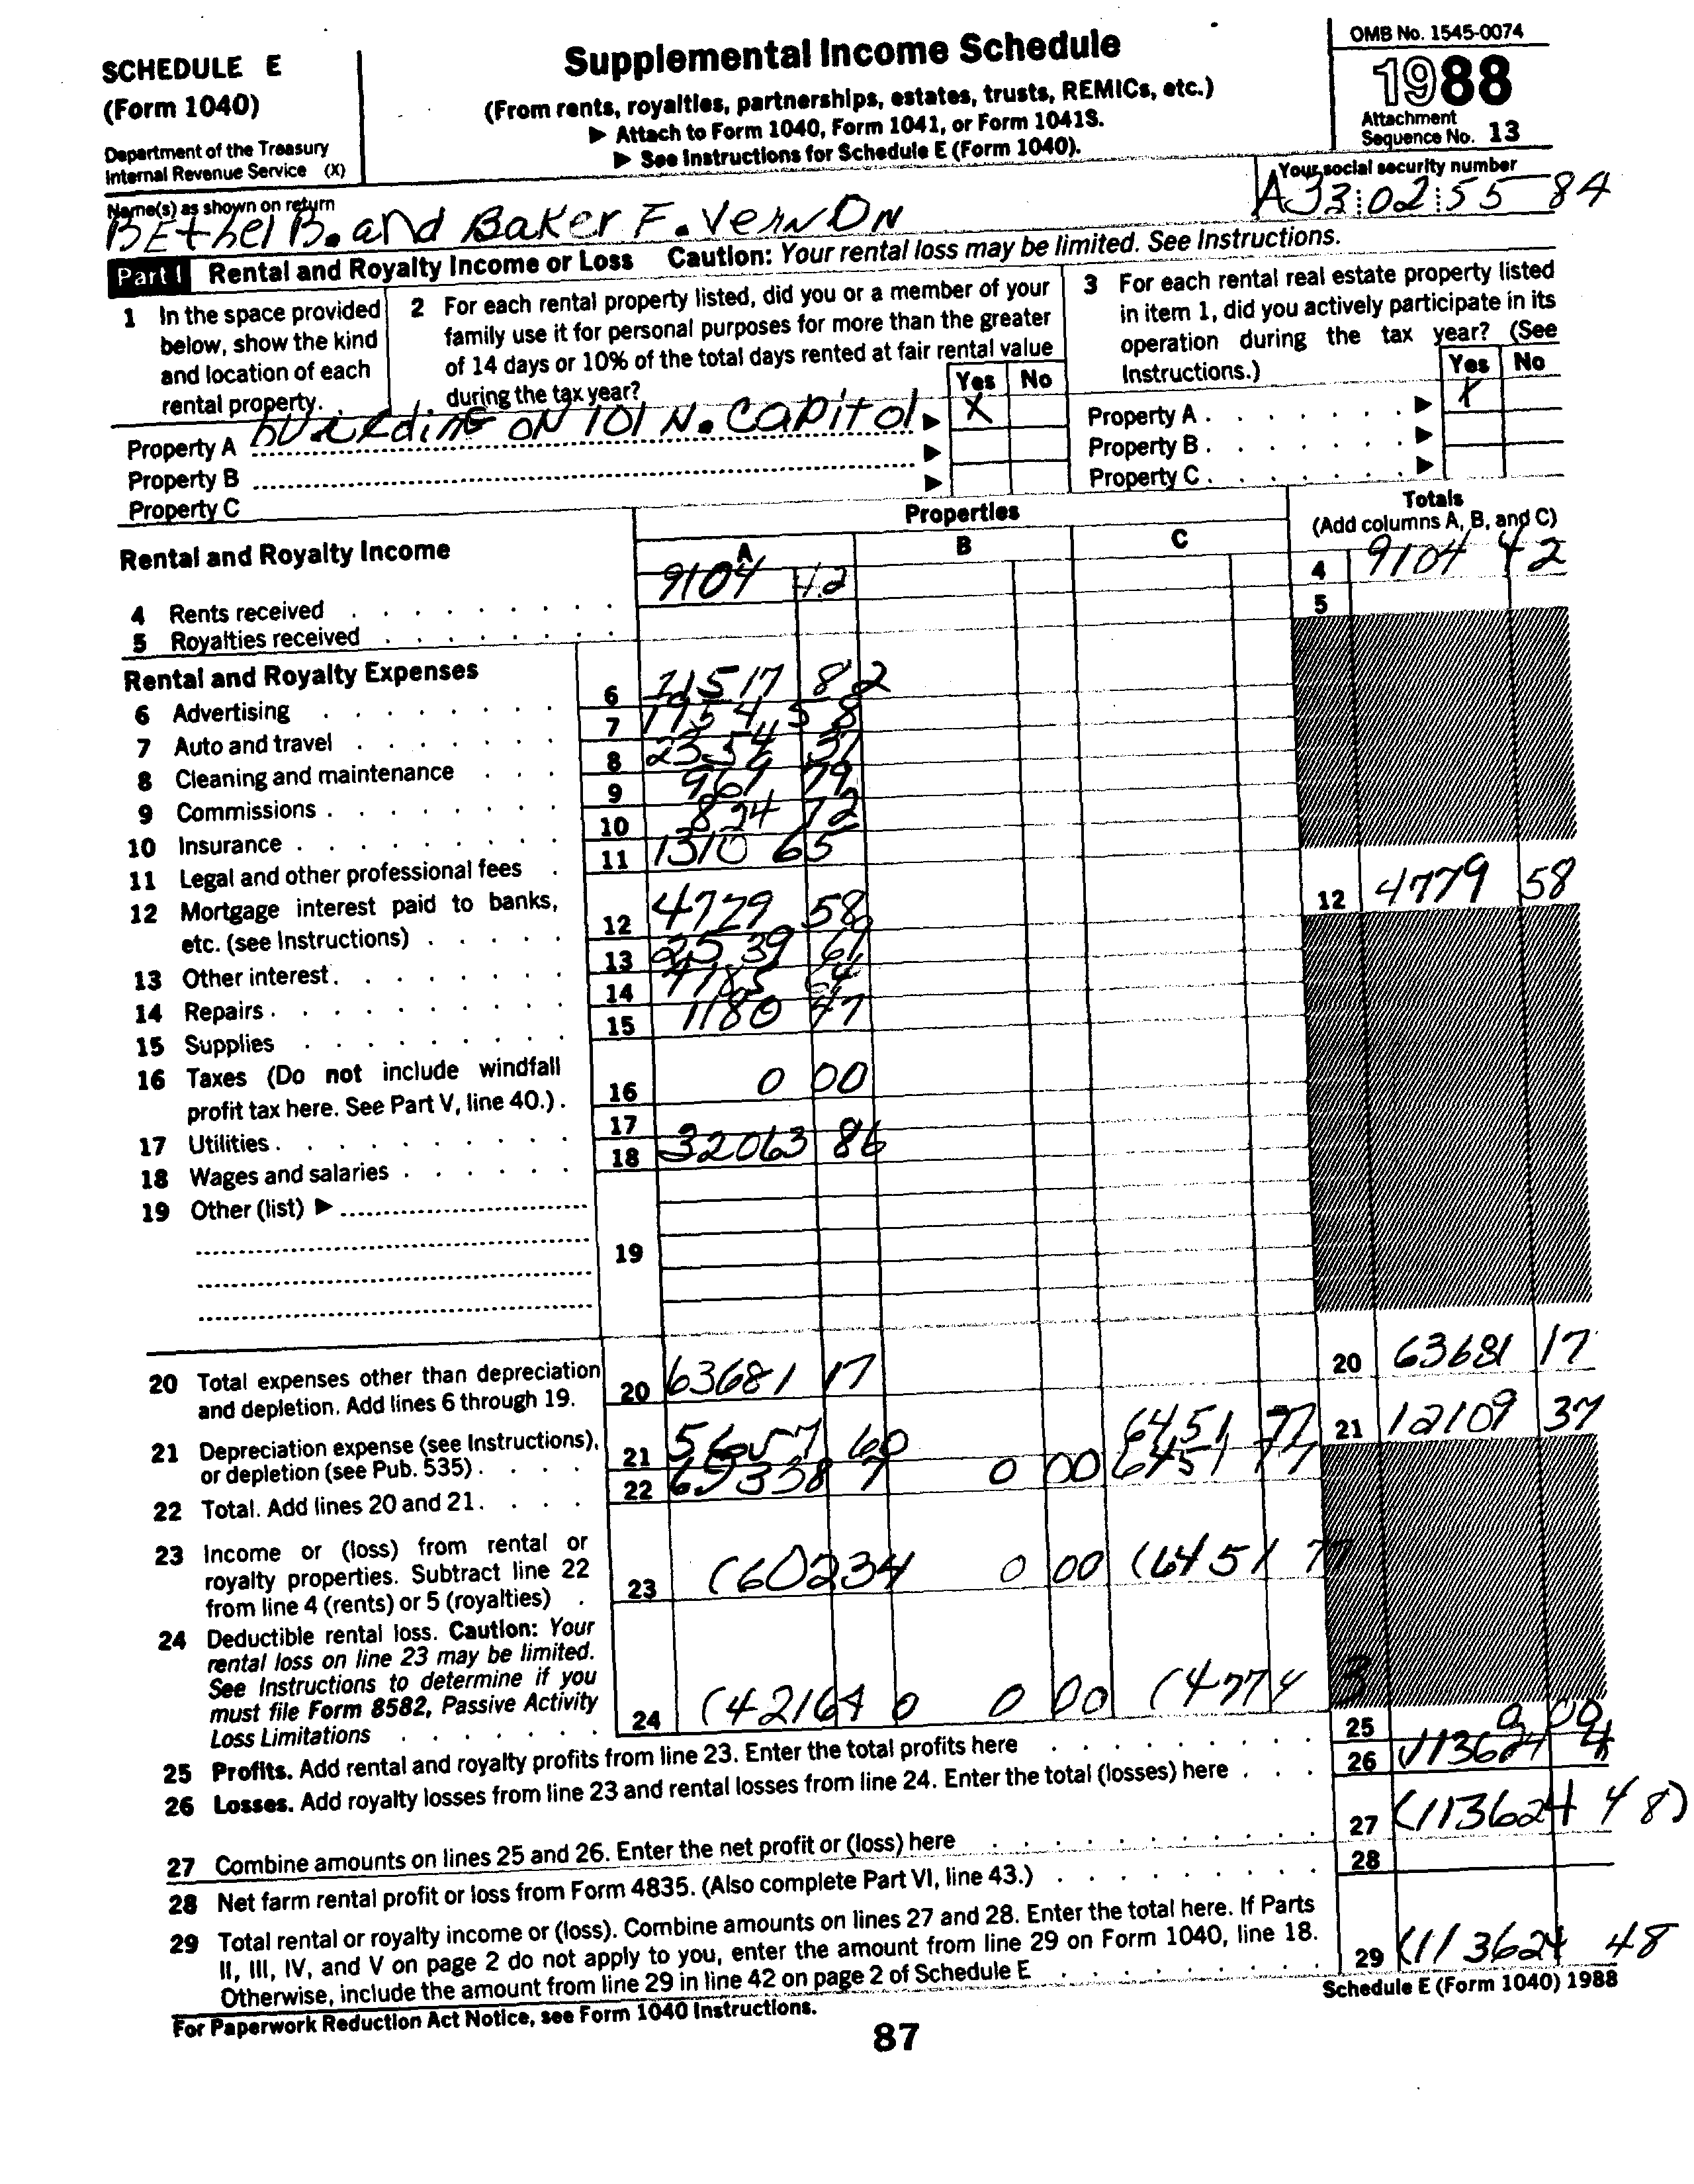 SCHEDULE E
(Form 1040)
Department of the Treasury
Internal Revenue Service (X)
Supplemental Income Schedule
(From rents, royalties, partnerships, estates, trusts, REMICs, etc.)
▶ Attach to Form 1040, Form 1041, or Form 1041S.
▶ See Instructions for Schedule E (Form 1040).
OMB No. 1545-0074
1988
Attachment
Sequence No. 13
Name(s) as shown on return
BEthel B. and Baker F. VerNON
Your social security number
A33 02 55 84
Part I Rental and Royalty Income or Loss Caution: Your rental loss may be limited. See Instructions.
1 In the space provided below, show the kind and location of each rental property.
2 For each rental property listed, did you or a member of your family use it for personal purposes for more than the greater of 14 days or 10% of the total days rented at fair rental value during the tax year?
3 For each rental real estate property listed in item 1, did you actively participate in its operation during the tax year? (See Instructions.)
Yes No
Yes No
Property A ON 101 N. CAPitol ▶ X
Property B ▶
Property C ▶
Property A ▶ X
Property B ▶
Property C ▶
Rental and Royalty Income
Properties
A B C
Totals
(Add columns A, B, and C)
4 Rents received 9104 42 4 9104 42
5 Royalties received 5
Rental and Royalty Expenses
6 Advertising 6 11517 82
7 Auto and travel 7
8 Cleaning and maintenance 8
9 Commissions 9
10 Insurance 10
11 Legal and other professional fees 11 1310 65
12 Mortgage interest paid to banks, etc. (see Instructions) 12 4779 58 12 4779 58
13 Other interest 13 2539 61
14 Repairs 14
15 Supplies 15 1180 47
16 Taxes (Do not include windfall profit tax here. See Part V, line 40.) 16 0 00
17 Utilities 17
18 Wages and salaries 18 32063 86
19 Other (list) ▶
19
20 Total expenses other than depreciation and depletion. Add lines 6 through 19. 20 63681 17 20 63681 17
21 Depreciation expense (see Instructions), or depletion (see Pub. 535) 21 5657 60 6451 77 21 12109 37
22 Total. Add lines 20 and 21 22 0 00 6451 77
23 Income or (loss) from rental or royalty properties. Subtract line 22 from line 4 (rents) or 5 (royalties) 23 (60234 0 00 (6451 77
24 Deductible rental loss. Caution: Your rental loss on line 23 may be limited. See Instructions to determine if you must file Form 8582, Passive Activity Loss Limitations 24 (42164 0 0 00
25 Profits. Add rental and royalty profits from line 23. Enter the total profits here 25 0 00
26 Losses. Add royalty losses from line 23 and rental losses from line 24. Enter the total (losses) here 26
27 Combine amounts on lines 25 and 26. Enter the net profit or (loss) here 27 (113624 48)
28 Net farm rental profit or loss from Form 4835. (Also complete Part VI, line 43.) 28
29 Total rental or royalty income or (loss). Combine amounts on lines 27 and 28. Enter the total here. If Parts II, III, IV, and V on page 2 do not apply to you, enter the amount from line 29 on Form 1040, line 18. Otherwise, include the amount from line 29 in line 42 on page 2 of Schedule E 29 (113624 48
For Paperwork Reduction Act Notice, see Form 1040 Instructions.
Schedule E (Form 1040) 1988
87